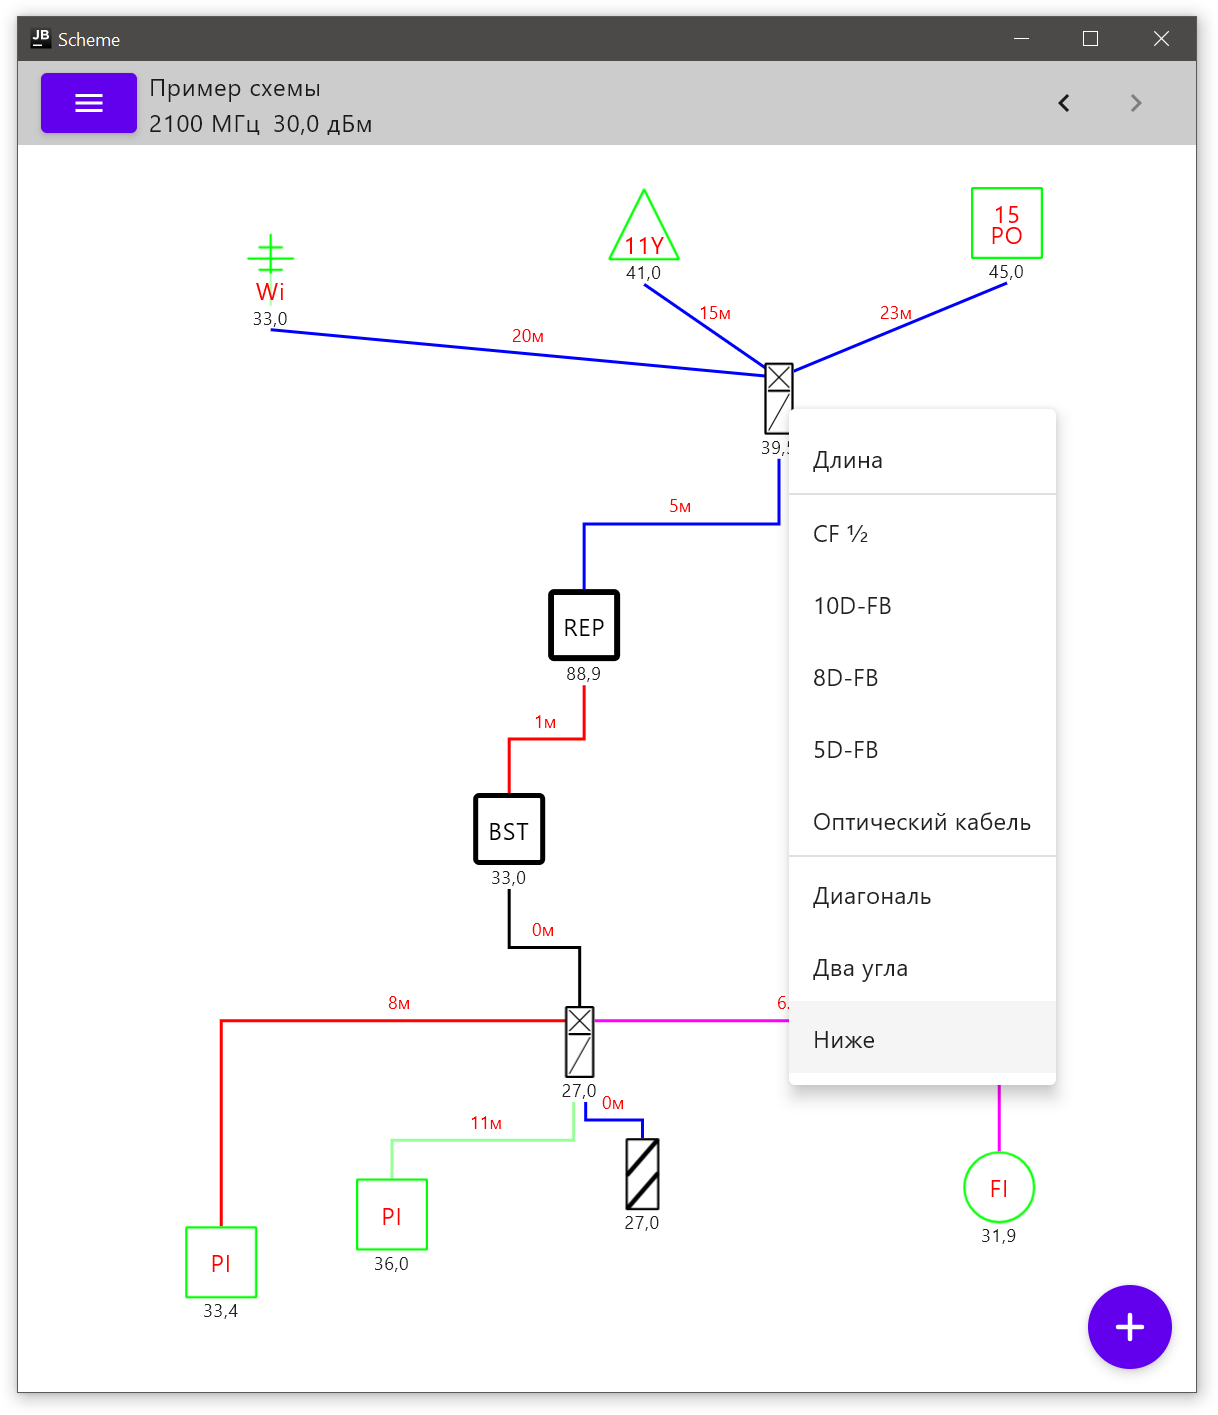 JB
Scheme
Пример схемы
2100 МГц 30,0 дБм
11Y
41,0
15
PO
45,0
Wi
33,0
20м
15м
23м
39,5
5м
REP
88,9
1м
BST
33,0
0м
8м
6.
27,0
0м
11м
PI
36,0
27,0
PI
33,4
FI
31,9
Длина
CF ½
10D-FB
8D-FB
5D-FB
Оптический кабель
Диагональ
Два угла
Ниже